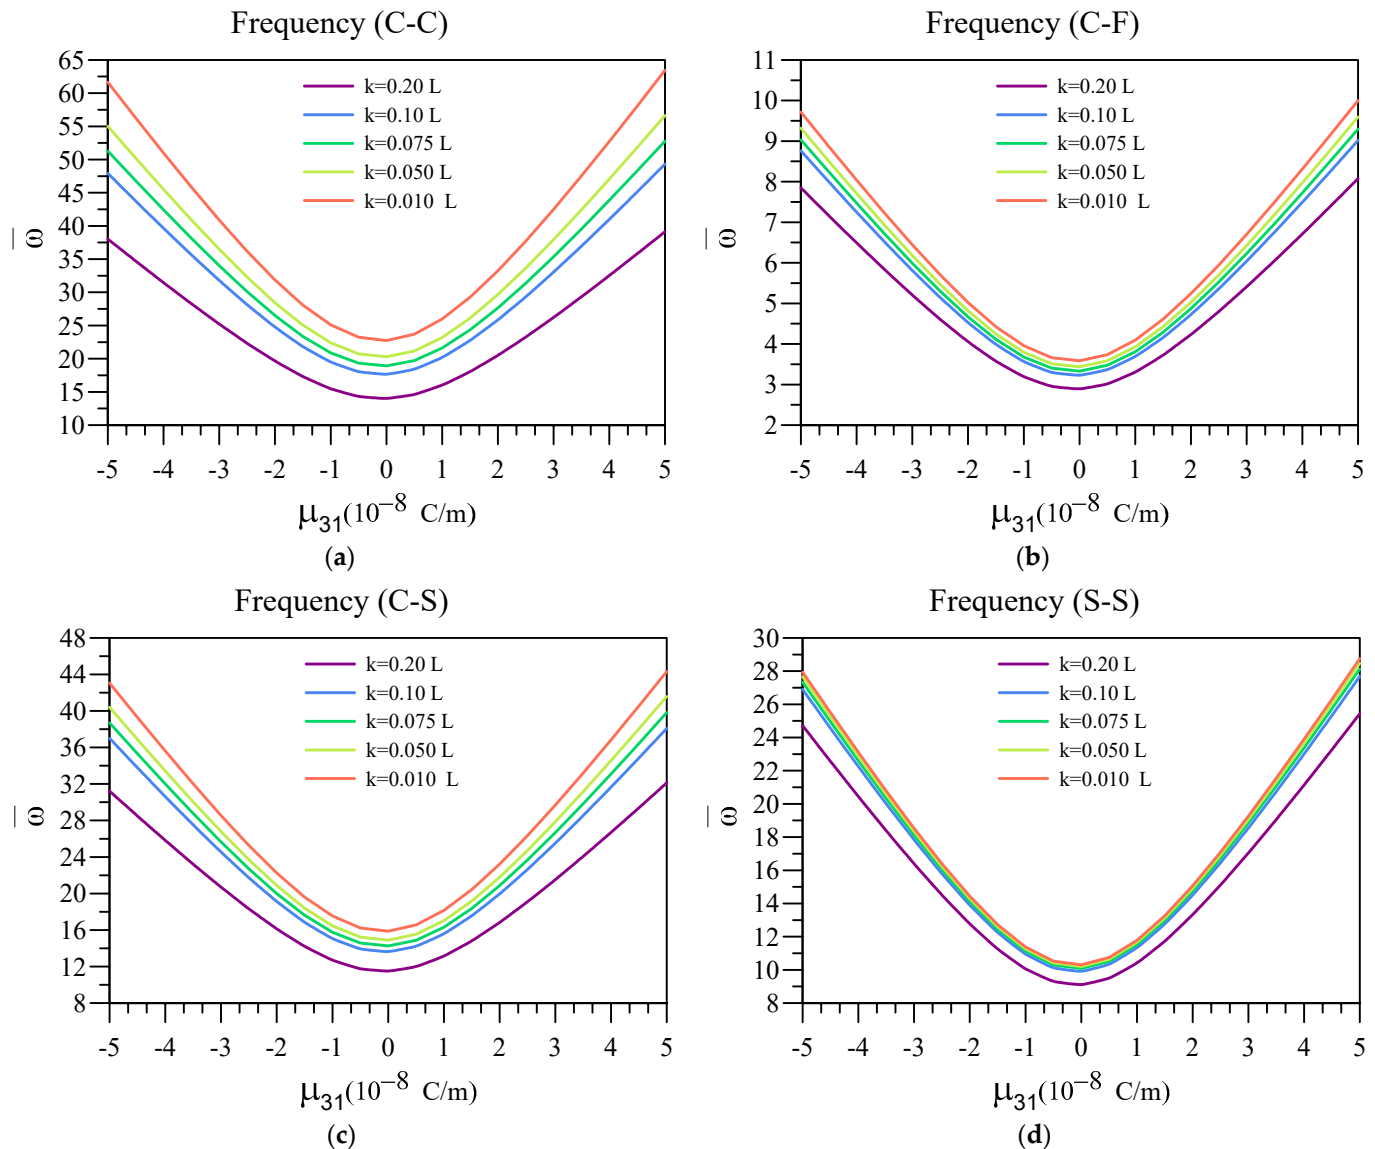 Frequency (C-C)
65
60
55
50
45
40
35
30
25
20
15
10
ω̅
k=0.20 L
k=0.10 L
k=0.075 L
k=0.050 L
k=0.010 L
-5 -4 -3 -2 -1 0 1 2 3 4 5
μ31(10−8 C/m)
(a)
Frequency (C-F)
11
10
9
8
7
6
5
4
3
2
ω̅
k=0.20 L
k=0.10 L
k=0.075 L
k=0.050 L
k=0.010 L
-5 -4 -3 -2 -1 0 1 2 3 4 5
μ31(10−8 C/m)
(b)
Frequency (C-S)
48
44
40
36
32
28
24
20
16
12
8
ω̅
k=0.20 L
k=0.10 L
k=0.075 L
k=0.050 L
k=0.010 L
-5 -4 -3 -2 -1 0 1 2 3 4 5
μ31(10−8 C/m)
(c)
Frequency (S-S)
30
28
26
24
22
20
18
16
14
12
10
8
ω̅
k=0.20 L
k=0.10 L
k=0.075 L
k=0.050 L
k=0.010 L
-5 -4 -3 -2 -1 0 1 2 3 4 5
μ31(10−8 C/m)
(d)